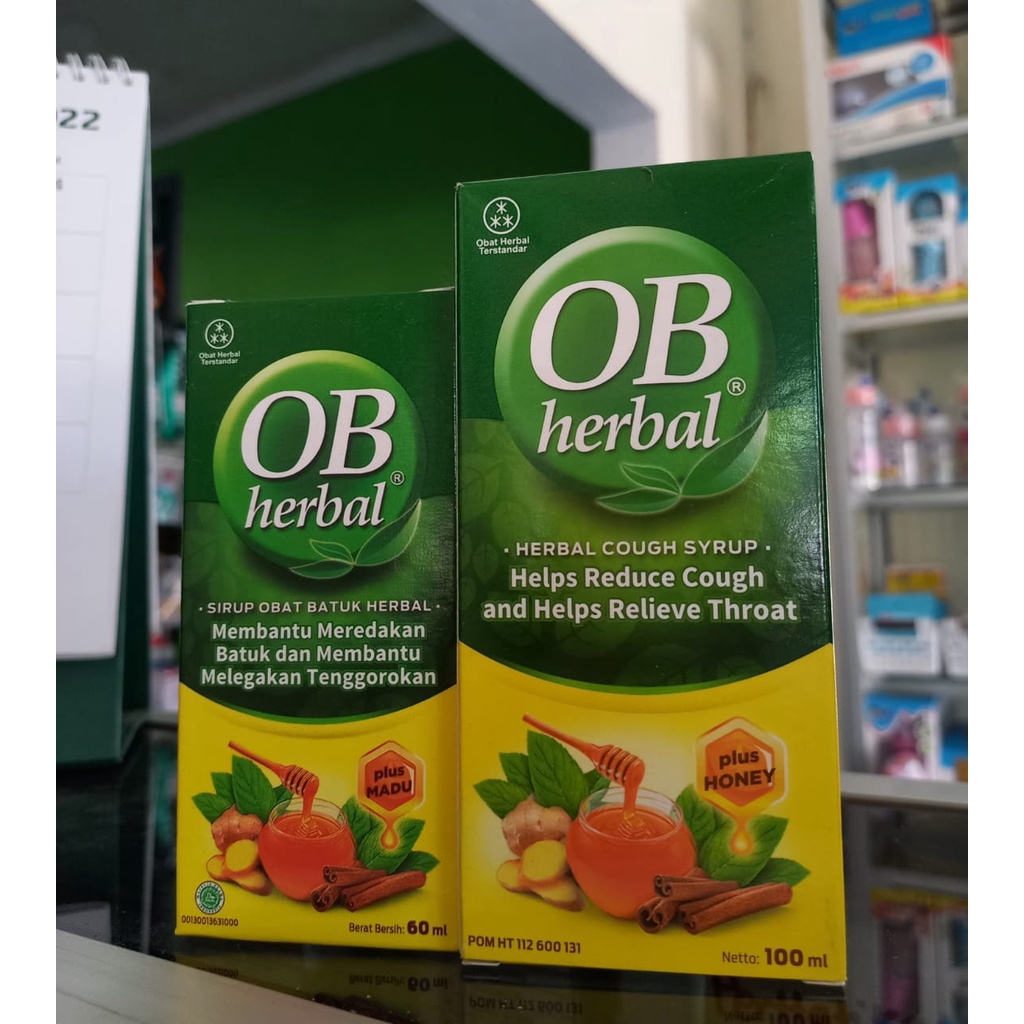 022
Obat Herbal
Terstandar
OB
herbal®
· SIRUP OBAT BATUK HERBAL ·
Membantu Meredakan
Batuk dan Membantu
Melegakan Tenggorokan
plus
MADU
00130013631000
Berat Bersih: 60 ml
Obat Herbal
Terstandar
OB
herbal®
· HERBAL COUGH SYRUP ·
Helps Reduce Cough
and Helps Relieve Throat
plus
HONEY
POM HT 112 600 131
Netto: 100 ml